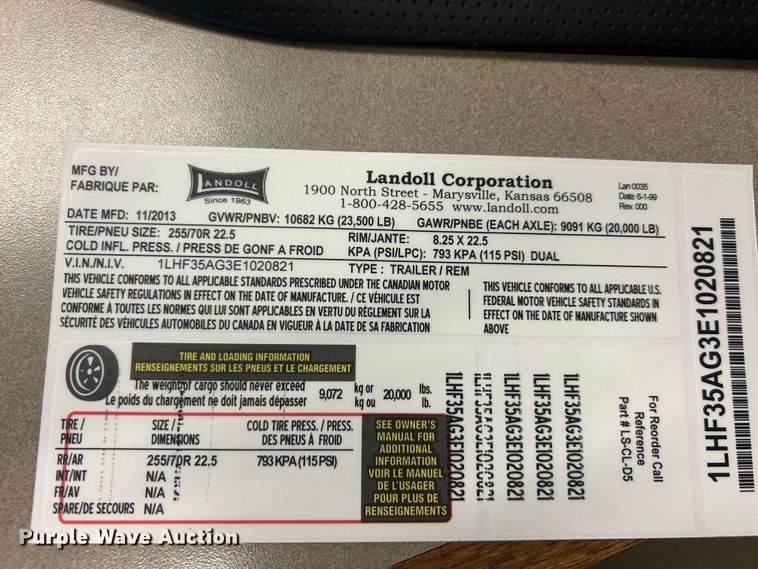 MFG BY/
FABRIQUE PAR:
LANDOLL
Since 1963
Landoll Corporation
1900 North Street - Marysville, Kansas 66508
1-800-428-5655 www.landoll.com
Lan 0035
Date: 6-1-99
Rev. 000
DATE MFD: 11/2013 GVWR/PNBV: 10682 KG (23,500 LB) GAWR/PNBE (EACH AXLE): 9091 KG (20,000 LB)
TIRE/PNEU SIZE: 255/70R 22.5 RIM/JANTE: 8.25 X 22.5
COLD INFL. PRESS. / PRESS DE GONF A FROID KPA (PSI/LPC): 793 KPA (115 PSI) DUAL
V.I.N./N.I.V. 1LHF35AG3E1020821 TYPE : TRAILER / REM
THIS VEHICLE CONFORMS TO ALL APPLICABLE STANDARDS PRESCRIBED UNDER THE CANADIAN MOTOR
VEHICLE SAFETY REGULATIONS IN EFFECT ON THE DATE OF MANUFACTURE. / CE VÉHICULE EST
CONFORME À TOUTES LES NORMES QUI LUI SONT APPLICABLES EN VERTU DU RÈGLEMENT SUR LA
SÉCURITÉ DES VÉHICULES AUTOMOBILES DU CANADA EN VIGUEUR À LA DATE DE SA FABRICATION
THIS VEHICLE CONFORMS TO ALL APPLICABLE U.S.
FEDERAL MOTOR VEHICLE SAFETY STANDARDS IN
EFFECT ON THE DATE OF MANUFACTURE SHOWN
ABOVE
TIRE AND LOADING INFORMATION
RENSEIGNEMENTS SUR LES PNEUS ET LE CHARGEMENT
The weight of cargo should never exceed 9,072 kg or 20,000 lbs.
Le poids du chargement ne doit jamais dépasser kg ou lb.
TIRE / SIZE / COLD TIRE PRESS. / PRESS.
PNEU DIMENSIONS DES PNEUS À FROID
RR/AR 255/70R 22.5 793 KPA (115 PSI)
INT/INT N/A
FR/AV N/A
SPARE/DE SECOURS N/A
SEE OWNER'S
MANUAL FOR
ADDITIONAL
INFORMATION
VOIR LE MANUEL
DE L'USAGER
POUR PLUS DE
RENSEIGNEMENTS
1LHF35AG3E1020821
1LHF35AG3E1020821
1LHF35AG3E1020821
1LHF35AG3E1020821
1LHF35AG3E1020821
For Reorder Call
Reference
Part # LS-CL-D5
1LHF35AG3E1020821
Purple Wave Auction